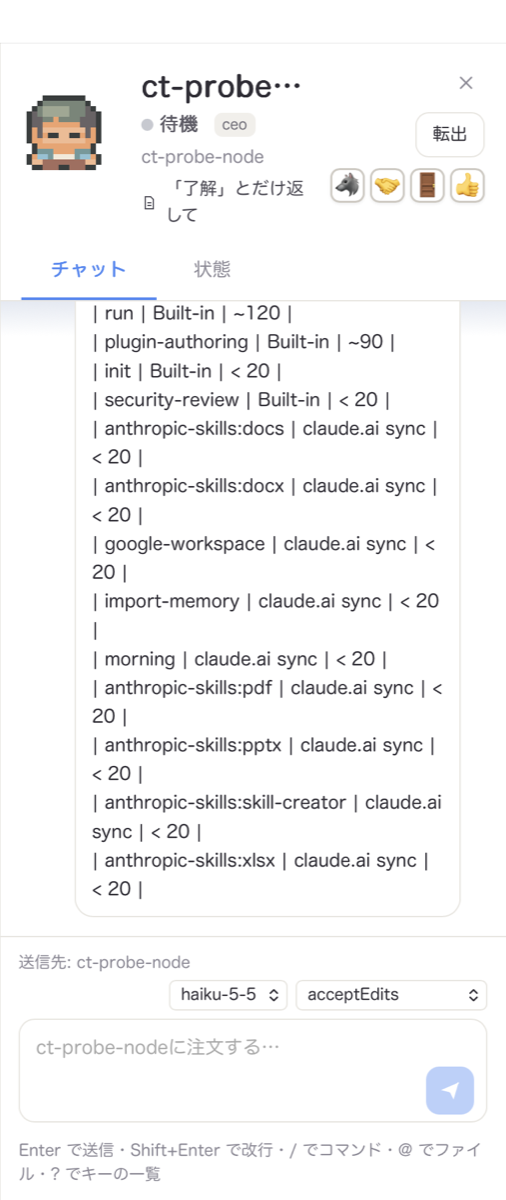 ct-probe…
待機 ceo
転出
ct-probe-node
「了解」とだけ返
して
チャット 状態
| run | Built-in | ~120 |
| plugin-authoring | Built-in | ~90 |
| init | Built-in | < 20 |
| security-review | Built-in | < 20 |
| anthropic-skills:docs | claude.ai sync |
< 20 |
| anthropic-skills:docx | claude.ai sync |
< 20 |
| google-workspace | claude.ai sync | <
20 |
| import-memory | claude.ai sync | < 20
|
| morning | claude.ai sync | < 20 |
| anthropic-skills:pdf | claude.ai sync | <
20 |
| anthropic-skills:pptx | claude.ai sync |
< 20 |
| anthropic-skills:skill-creator | claude.ai
sync | < 20 |
| anthropic-skills:xlsx | claude.ai sync |
< 20 |
送信先: ct-probe-node
haiku-5-5 acceptEdits
ct-probe-nodeに注文する…
Enter で送信・Shift+Enter で改行・/ でコマンド・@ でファイ
ル・? でキーの一覧